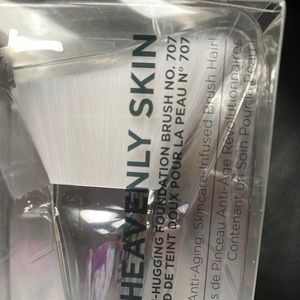 HEAVENLY SKIN
-HUGGING FOUNDATION BRUSH NO. 707
D DE TEINT DOUX POUR LA PEAU N° 707
Anti-Aging, Skincare-Infused Brush Hair!
s de Pinceau Anti-Âge Révolutionnaires
Contenant un Soin Pour la Peau!